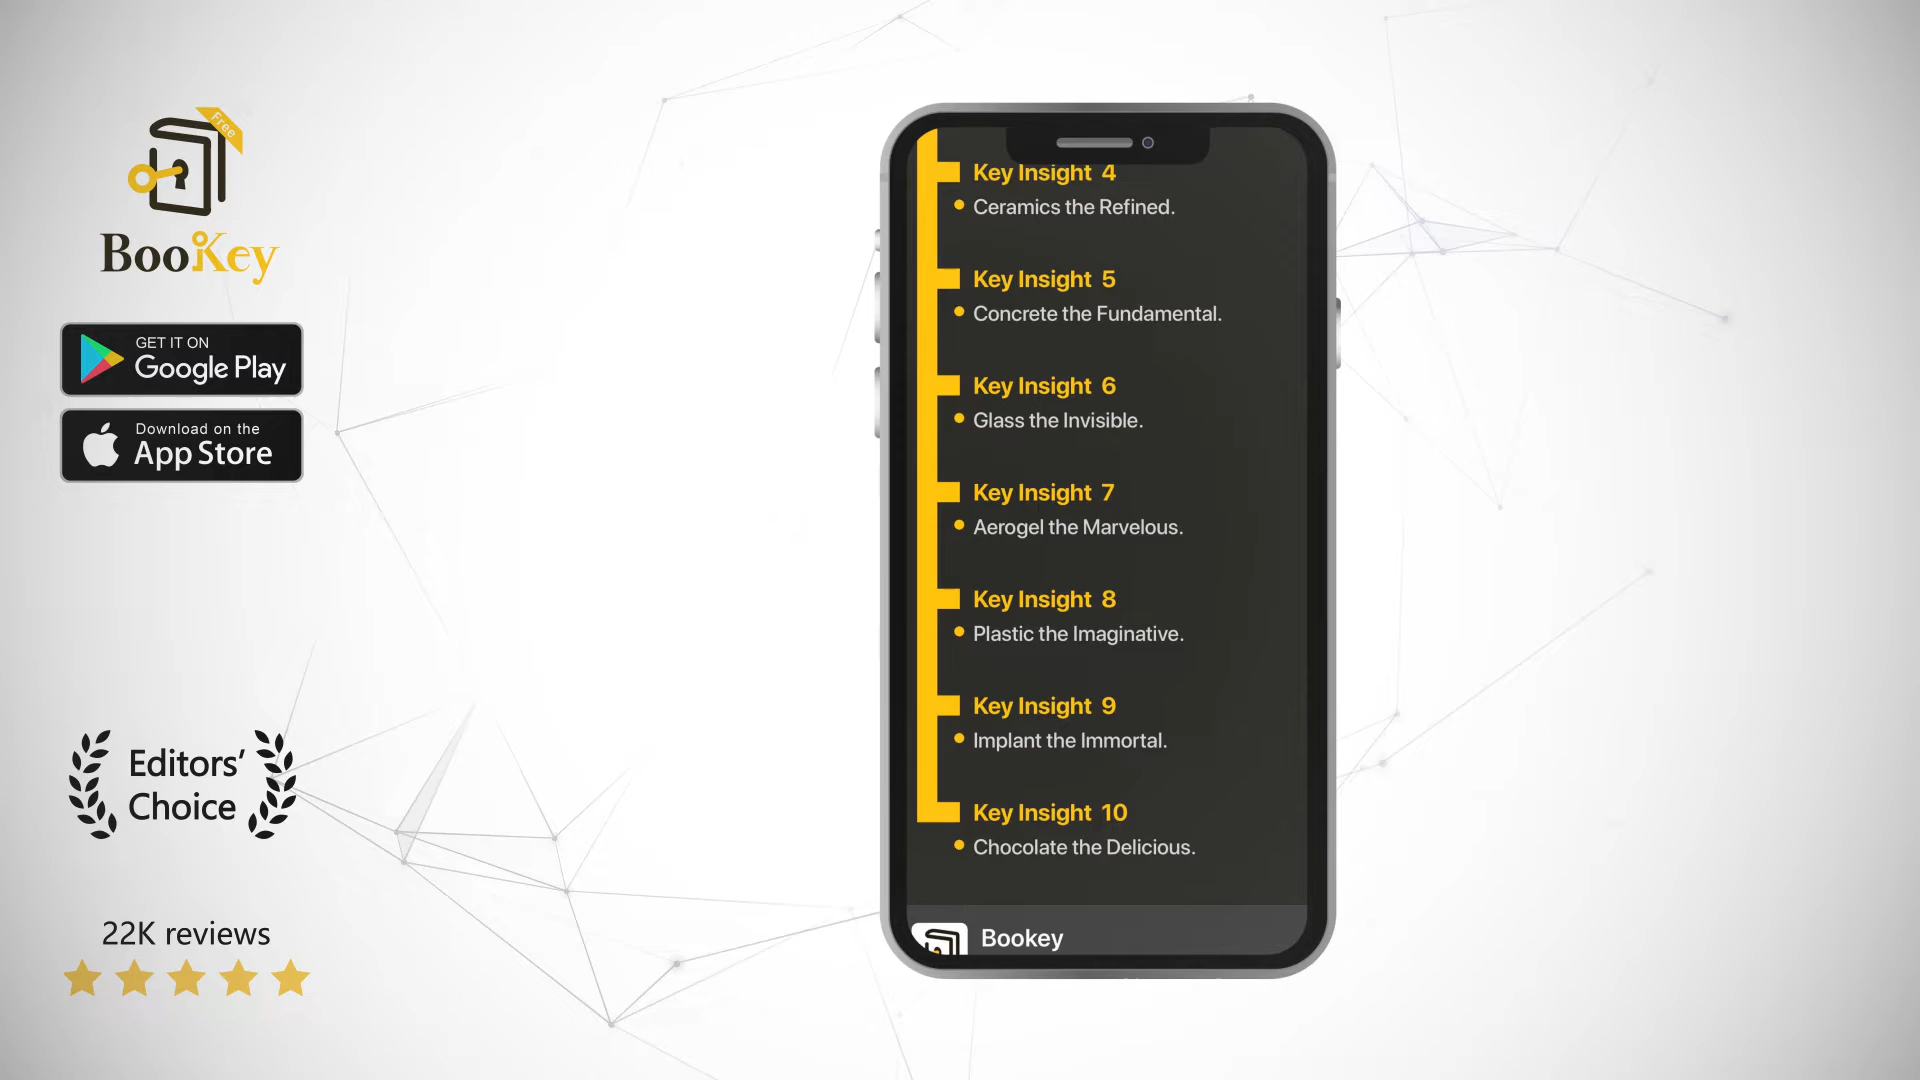 Free
BooKey
GET IT ON
Google Play
Download on the
App Store
Editors'
Choice
22K reviews
Key Insight 4
Ceramics the Refined.
Key Insight 5
Concrete the Fundamental.
Key Insight 6
Glass the Invisible.
Key Insight 7
Aerogel the Marvelous.
Key Insight 8
Plastic the Imaginative.
Key Insight 9
Implant the Immortal.
Key Insight 10
Chocolate the Delicious.
Bookey